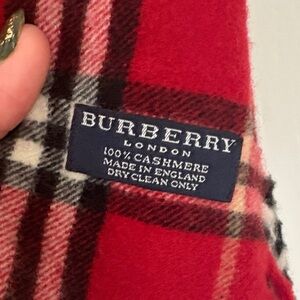 BURBERRY
LONDON
100% CASHMERE
MADE IN ENGLAND
DRY CLEAN ONLY